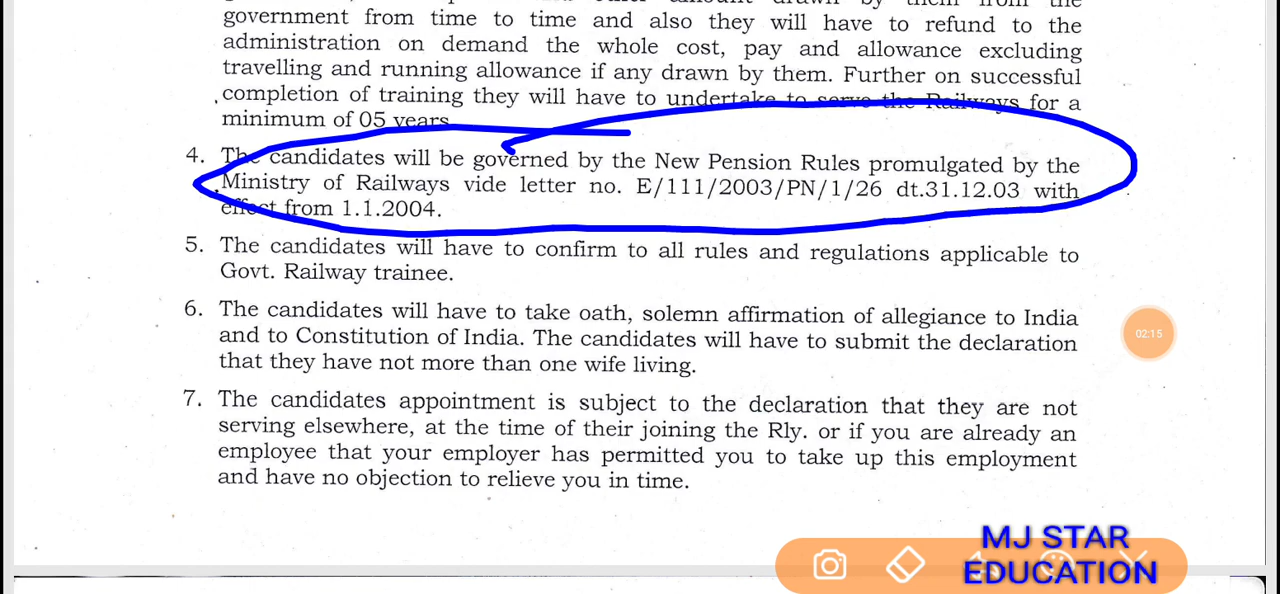 government from time to time and also they will have to refund to the
administration on demand the whole cost, pay and allowance excluding
travelling and running allowance if any drawn by them. Further on successful
completion of training they will have to undertake to serve the Railways for a
minimum of 05 years
4. The candidates will be governed by the New Pension Rules promulgated by the
Ministry of Railways vide letter no. E/111/2003/PN/1/26 dt.31.12.03 with
effect from 1.1.2004.
5. The candidates will have to confirm to all rules and regulations applicable to
Govt. Railway trainee.
6. The candidates will have to take oath, solemn affirmation of allegiance to India
and to Constitution of India. The candidates will have to submit the declaration
that they have not more than one wife living.
02:15
7. The candidates appointment is subject to the declaration that they are not
serving elsewhere, at the time of their joining the Rly. or if you are already an
employee that your employer has permitted you to take up this employment
and have no objection to relieve you in time.
MJ STAR
EDUCATION